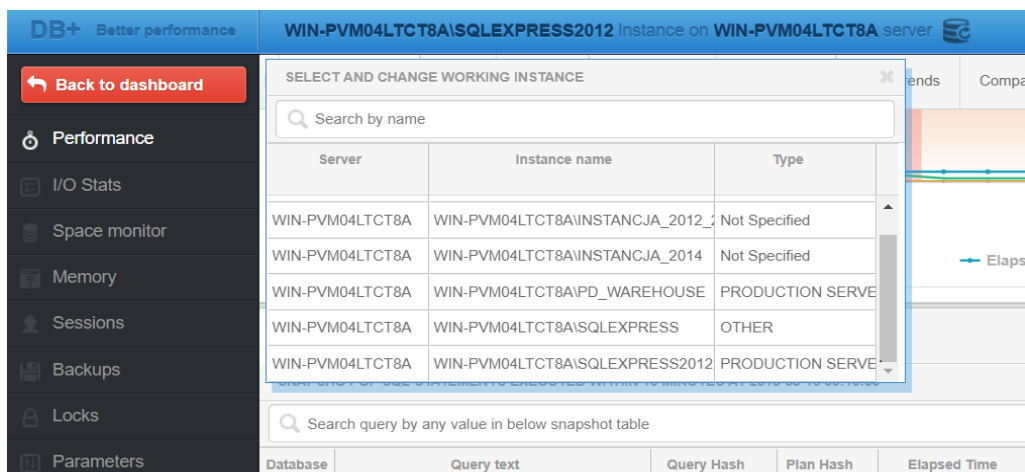 DB+ Better performance
WIN-PVM04LTCT8A\SQLEXPRESS2012 Instance on WIN-PVM04LTCT8A server
Back to dashboard
Performance
I/O Stats
Space monitor
Memory
Sessions
Backups
Locks
Parameters
SELECT AND CHANGE WORKING INSTANCE
Search by name
Server Instance name Type
WIN-PVM04LTCT8A WIN-PVM04LTCT8A\INSTANCJA_2012_2 Not Specified
WIN-PVM04LTCT8A WIN-PVM04LTCT8A\INSTANCJA_2014 Not Specified
WIN-PVM04LTCT8A WIN-PVM04LTCT8A\PD_WAREHOUSE PRODUCTION SERVE
WIN-PVM04LTCT8A WIN-PVM04LTCT8A\SQLEXPRESS OTHER
WIN-PVM04LTCT8A WIN-PVM04LTCT8A\SQLEXPRESS2012 PRODUCTION SERVE
ends Compa
Elaps
Search query by any value in below snapshot table
Database Query text Query Hash Plan Hash Elapsed Time